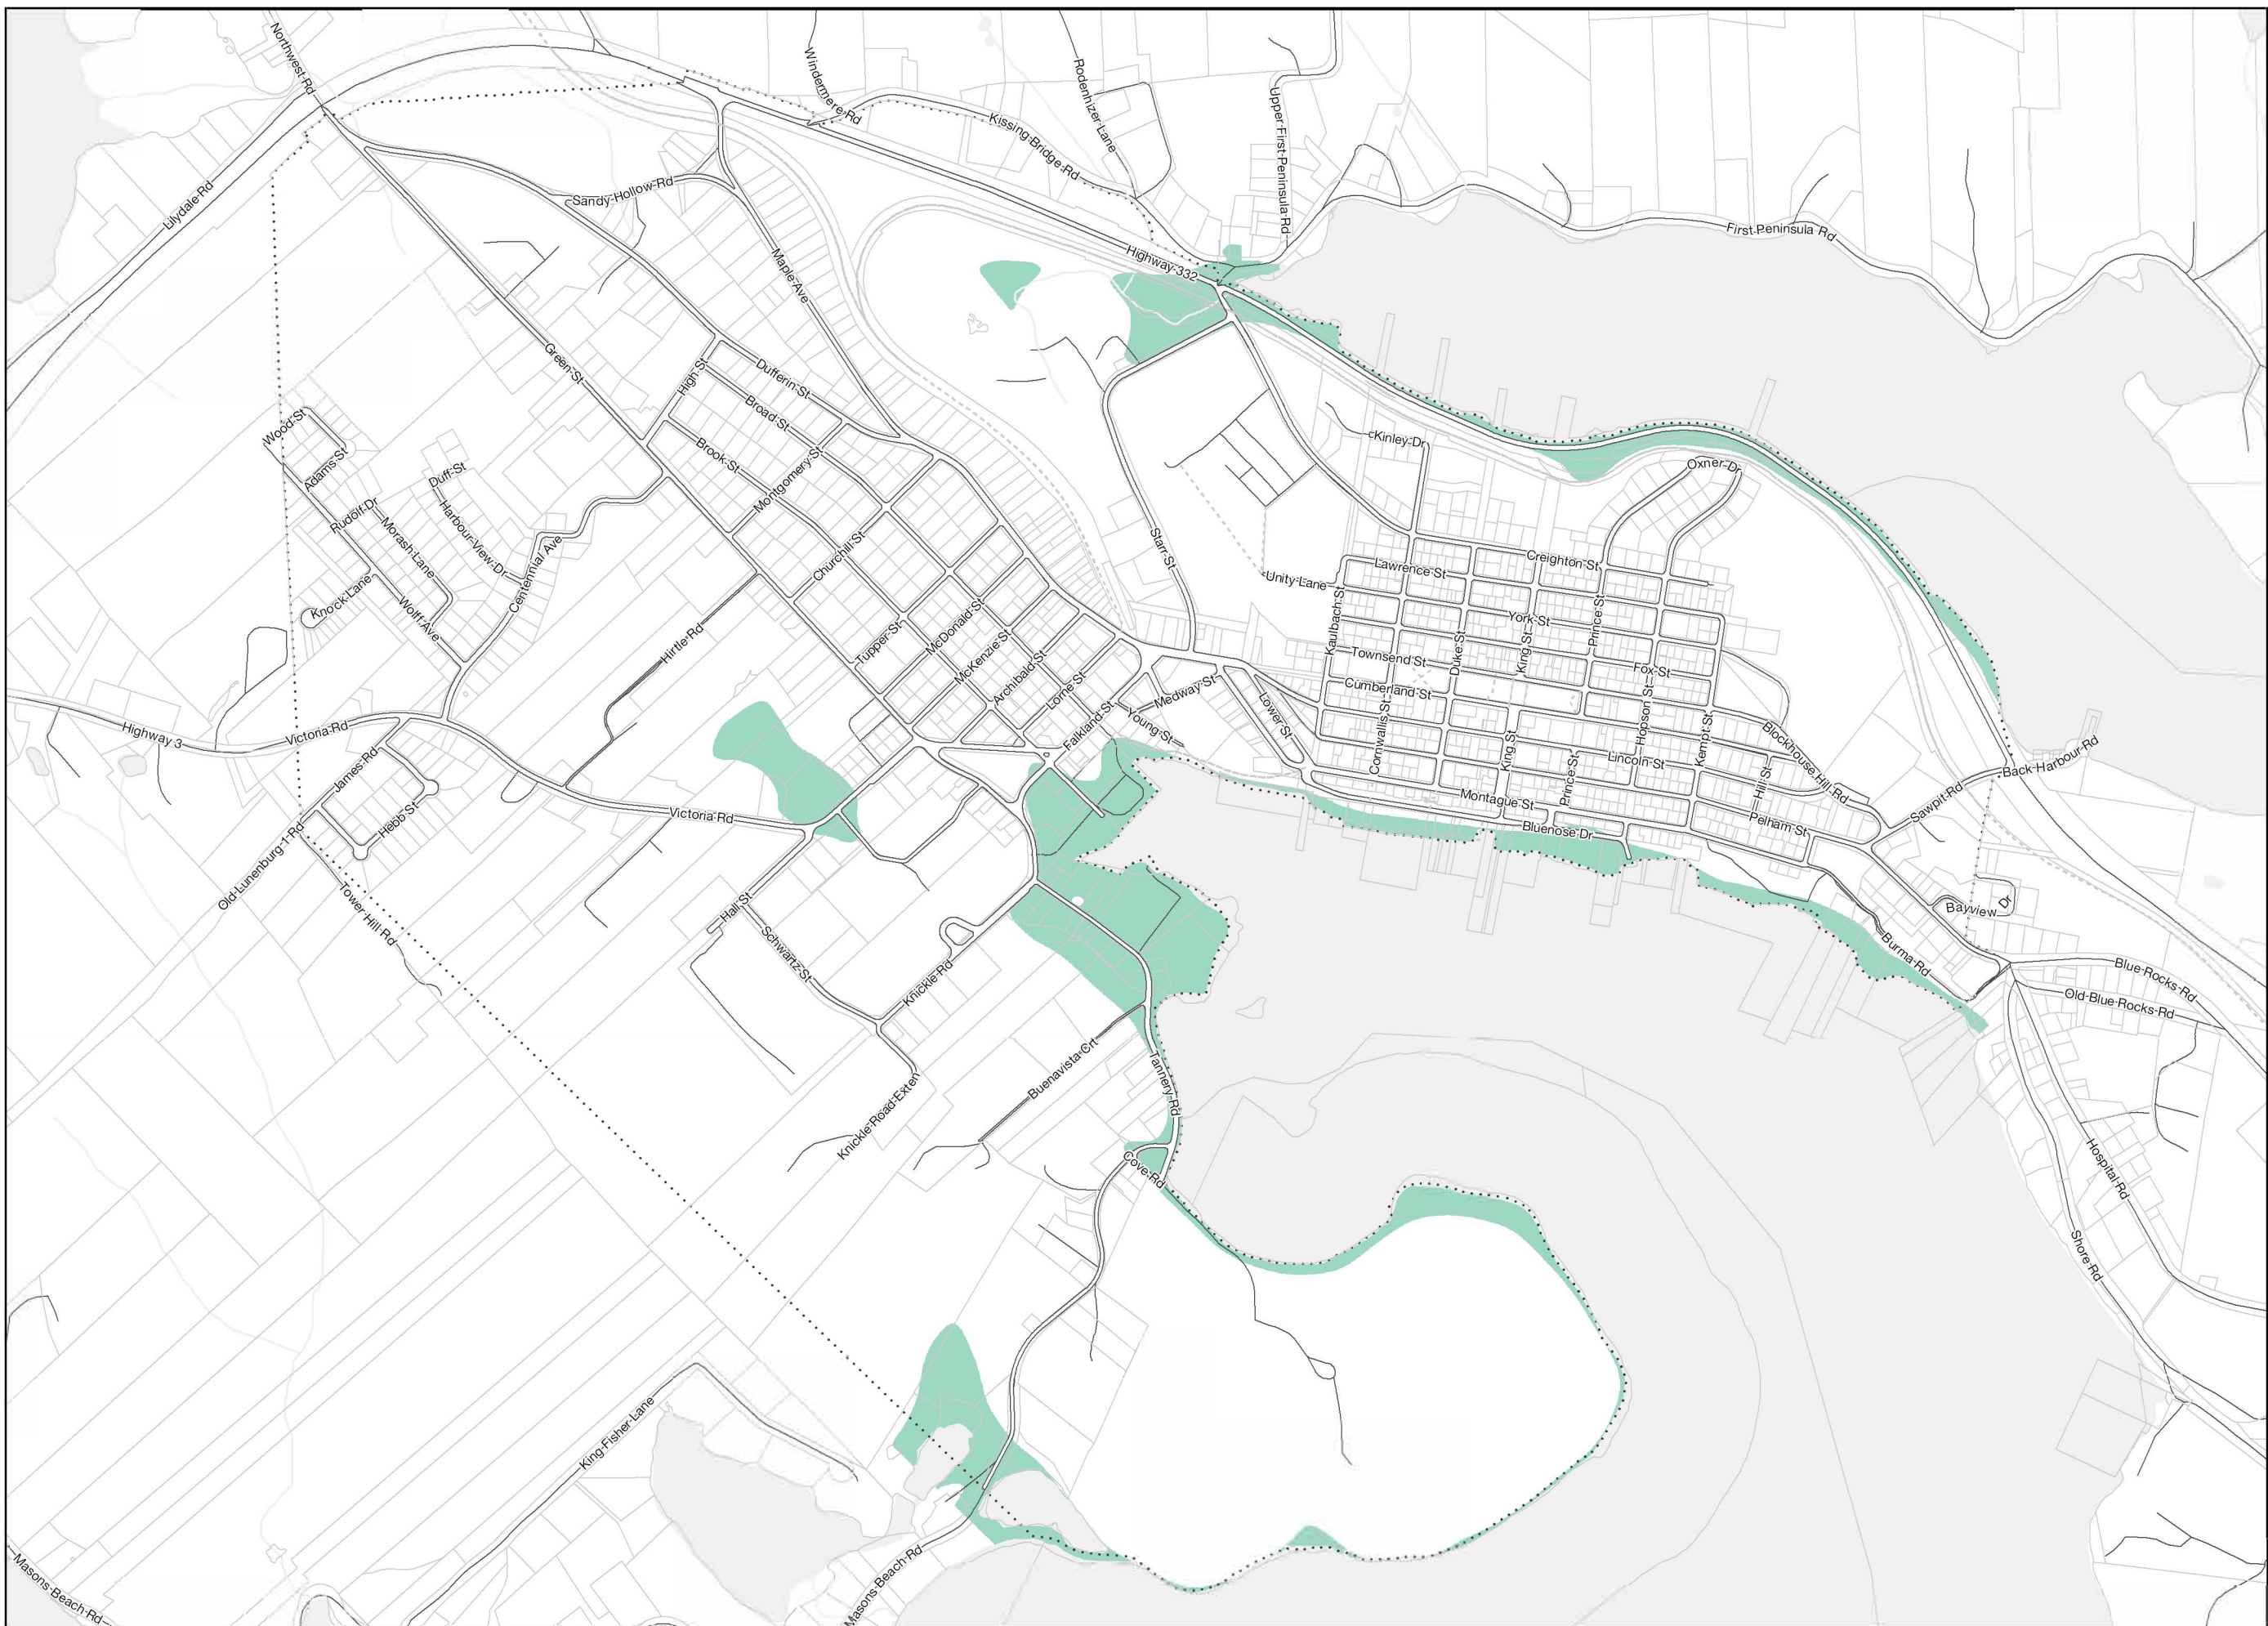 Northwest Rd
Windermere Rd
Rodenhizer Lane
Upper First Peninsula Rd
Kissing Bridge Rd
Lilydale Rd
Sandy Hollow Rd
First Peninsula Rd
Highway 332
Maple Ave
Green St
High St
Dufferin St
Broad St
Wood St
Kinley Dr
Brook St
Adams St
Montgomery St
Duff St
Oxner Dr
Rudolf Dr
Morash Lane
Harbour View Dr
Centennial Ave
Churchill St
Starr St
Creighton St
Lawrence St
Unity Lane
Knock Lane
Wolff Ave
Kaulbach St
York St
Prince St
Hirtle Rd
Tupper St
McDonald St
McKenzie St
Archibald St
Lorne St
Duke St
King St
Townsend St
Fox St
Cumberland St
Medway St
Lower St
Falkland St
Young St
Cornwallis St
Hopson St
Kempt St
Blockhouse Hill Rd
Highway 3
Victoria Rd
King St
Lincoln St
Back Harbour Rd
James Rd
Prince St
Hill St
Sawpit Rd
Montague St
Pelham St
Bluenose Dr
Hebb St
Victoria Rd
Old Lunenburg 1 Rd
Tower Hill Rd
Hall St
Schwartz St
Bayview Dr
Burma Rd
Blue Rocks Rd
Old Blue Rocks Rd
Knickle Rd
Buenavista Crt
Tannery Rd
Knickle Road Exten
Cove Rd
Hospital Rd
Shore Rd
King Fisher Lane
Masons Beach Rd
Masons Beach Rd